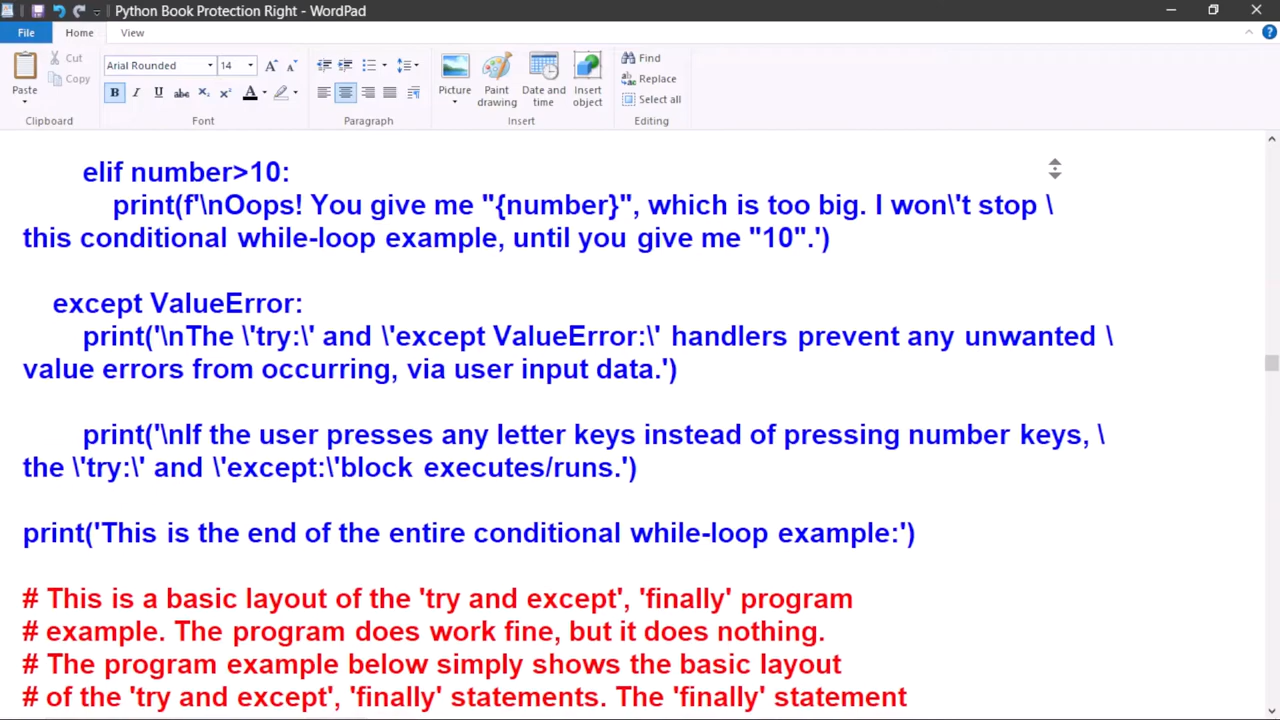 Python Book Protection Right - WordPad
File Home View
Paste
Cut
Copy
Clipboard
Arial Rounded 14
B I U abc X₂ X² A
Font
Paragraph
Picture
Paint drawing
Date and time
Insert object
Insert
Find
Replace
Select all
Editing
elif number>10:
print(f'\nOops! You give me "{number}", which is too big. I won\'t stop \
this conditional while-loop example, until you give me "10".')
except ValueError:
print('\nThe \'try:\' and \'except ValueError:\' handlers prevent any unwanted \
value errors from occurring, via user input data.')
print('\nIf the user presses any letter keys instead of pressing number keys, \
the \'try:\' and \'except:\'block executes/runs.')
print('This is the end of the entire conditional while-loop example:')
# This is a basic layout of the 'try and except', 'finally' program
# example. The program does work fine, but it does nothing.
# The program example below simply shows the basic layout
# of the 'try and except', 'finally' statements. The 'finally' statement